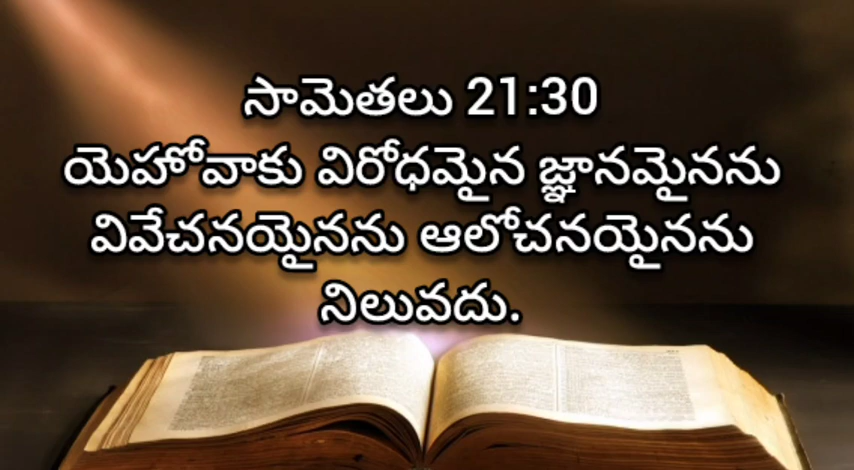 సామెతలు 21:30
యెహోవాకు విరోధమైన జ్ఞానమైనను
వివేచనయైనను ఆలోచనయైనను
నిలువదు.